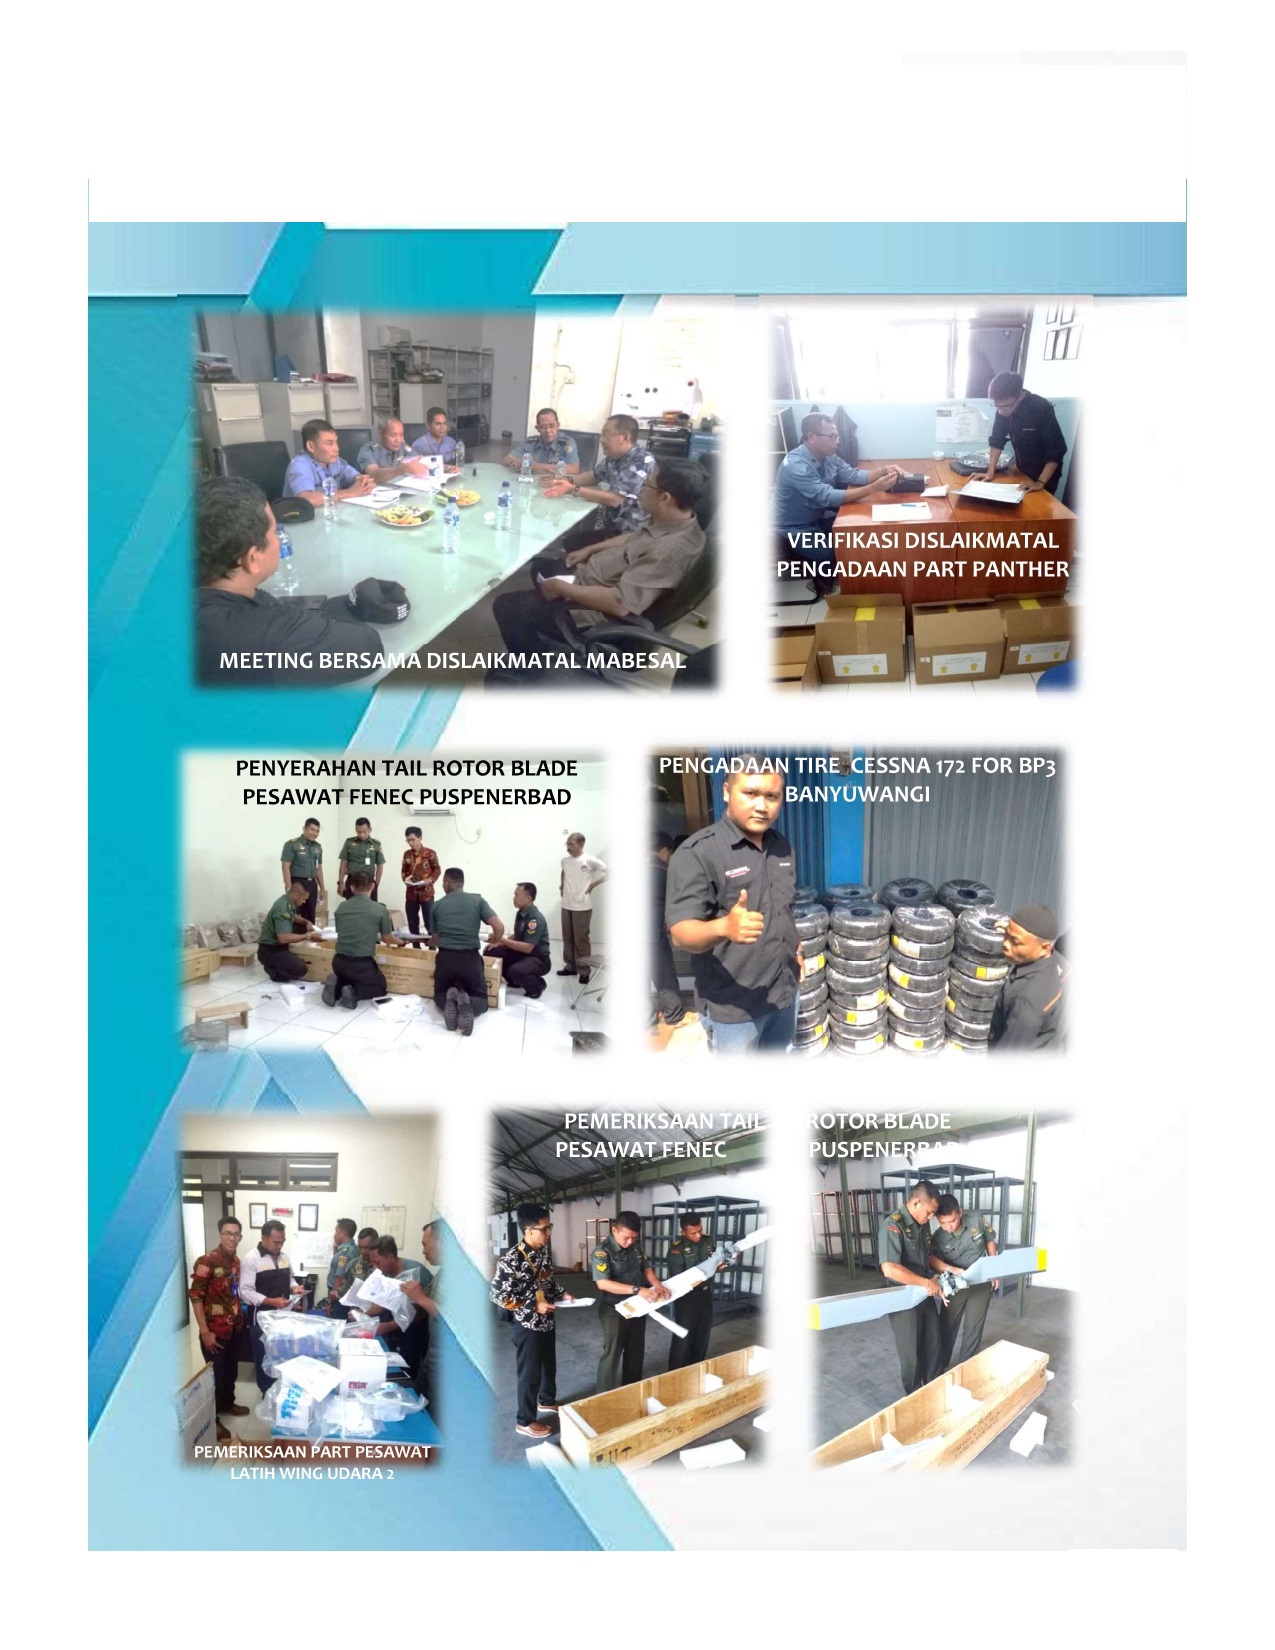 MEETING BERSAMA DISLAIKMATAL MABESAL
VERIFIKASI DISLAIKMATAL
PENGADAAN PART PANTHER
PENYERAHAN TAIL ROTOR BLADE
PESAWAT FENEC PUSPENERBAD
PENGADAAN TIRE CESSNA 172 FOR BP3
BANYUWANGI
PEMERIKSAAN PART PESAWAT
LATIH WING UDARA 2
PEMERIKSAAN TAIL ROTOR BLADE
PESAWAT FENEC PUSPENERBAD